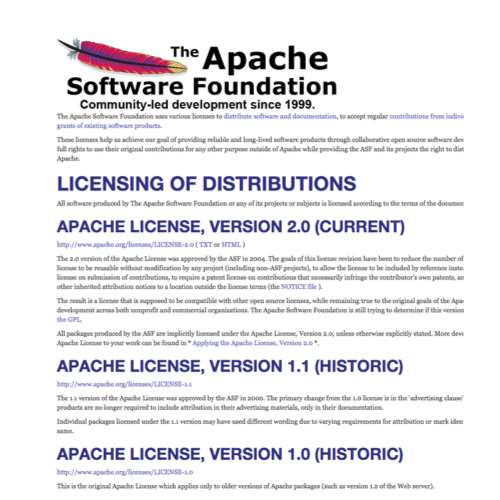 The Apache
Software Foundation
Community-led development since 1999.
The Apache Software Foundation uses various licenses to distribute software and documentation, to accept regular contributions from
grants of existing software products.
These licenses help us achieve our goal of providing reliable and long-lived software products through collaborative open source software
full rights to use their original contributions for any other purpose outside of Apache while providing the ASF and its projects the right to
Apache.
LICENSING OF DISTRIBUTIONS
All software produced by The Apache Software Foundation or any of its projects or subjects is licensed according to the terms of the
APACHE LICENSE, VERSION 2.0 (CURRENT)
http://www.apache.org/licenses/LICENSE-2.0 ( TXT or HTML )
The 2.0 version of the Apache License was approved by the ASF in 2004. The goals of this license revision have been to reduce the number of
license to be reusable without modification by any project (including non-ASF projects), to allow the license to be included by reference
license on submission of contributions, to require a patent license on contributions that necessarily infringe the contributor's own patents,
other inherited attribution notices to a location outside the license terms (the NOTICE file ).
The result is a license that is supposed to be compatible with other open source licenses, while remaining true to the original goals of the
development across both nonprofit and commercial organizations. The Apache Software Foundation is still trying to determine if this version
the GPL.
All packages produced by the ASF are implicitly licensed under the Apache License, Version 2.0, unless otherwise explicitly stated. More
Apache License to your work can be found in * Applying the Apache License, Version 2.0 *.
APACHE LICENSE, VERSION 1.1 (HISTORIC)
http://www.apache.org/licenses/LICENSE-1.1
The 1.1 version of the Apache License was approved by the ASF in 2000. The primary change from the 1.0 license is in the 'advertising clause'
products are no longer required to include attribution in their advertising materials, only in their documentation.
Individual packages licensed under the 1.1 version may have used different wording due to varying requirements for attribution or mark
same.
APACHE LICENSE, VERSION 1.0 (HISTORIC)
http://www.apache.org/licenses/LICENSE-1.0
This is the original Apache License which applies only to older versions of Apache packages (such as version 1.2 of the Web server).